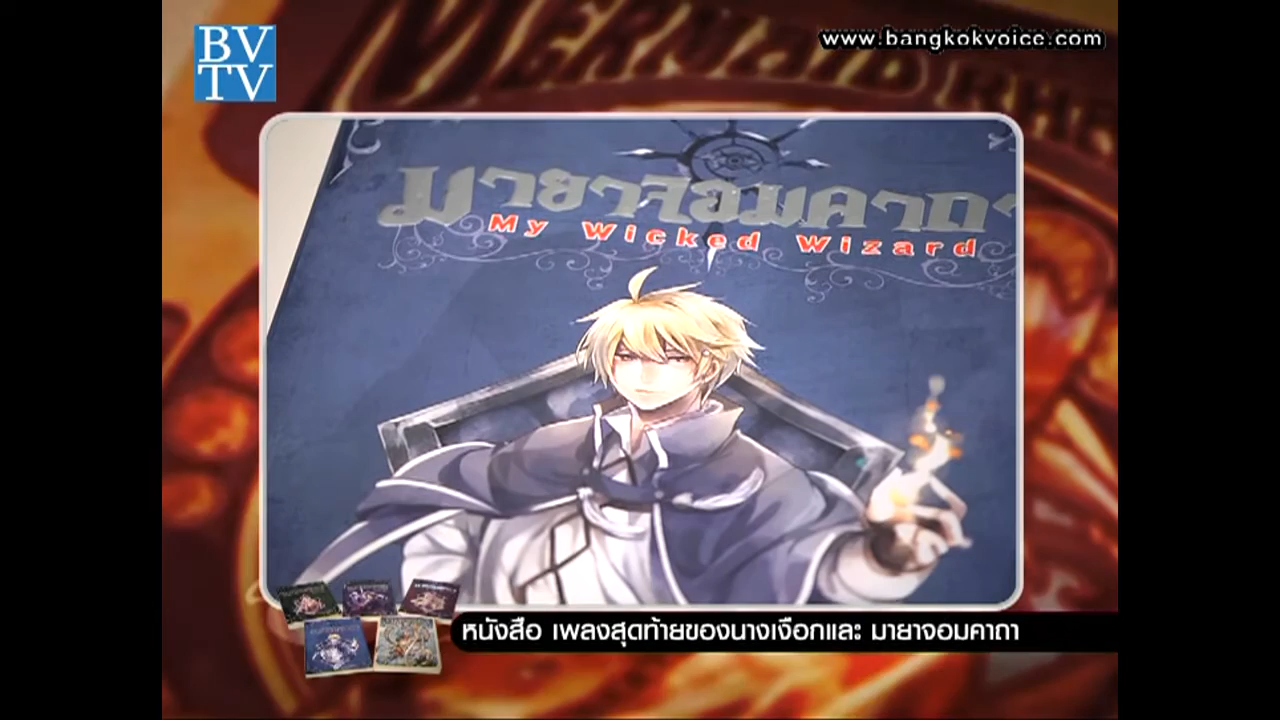 BV
TV
www.bangkokvoice.com
MERMAID
มายาจอมคาถา
My Wicked Wizard
หนังสือ เพลงสุดท้ายของนางเงือกและ มายาจอมคาถา